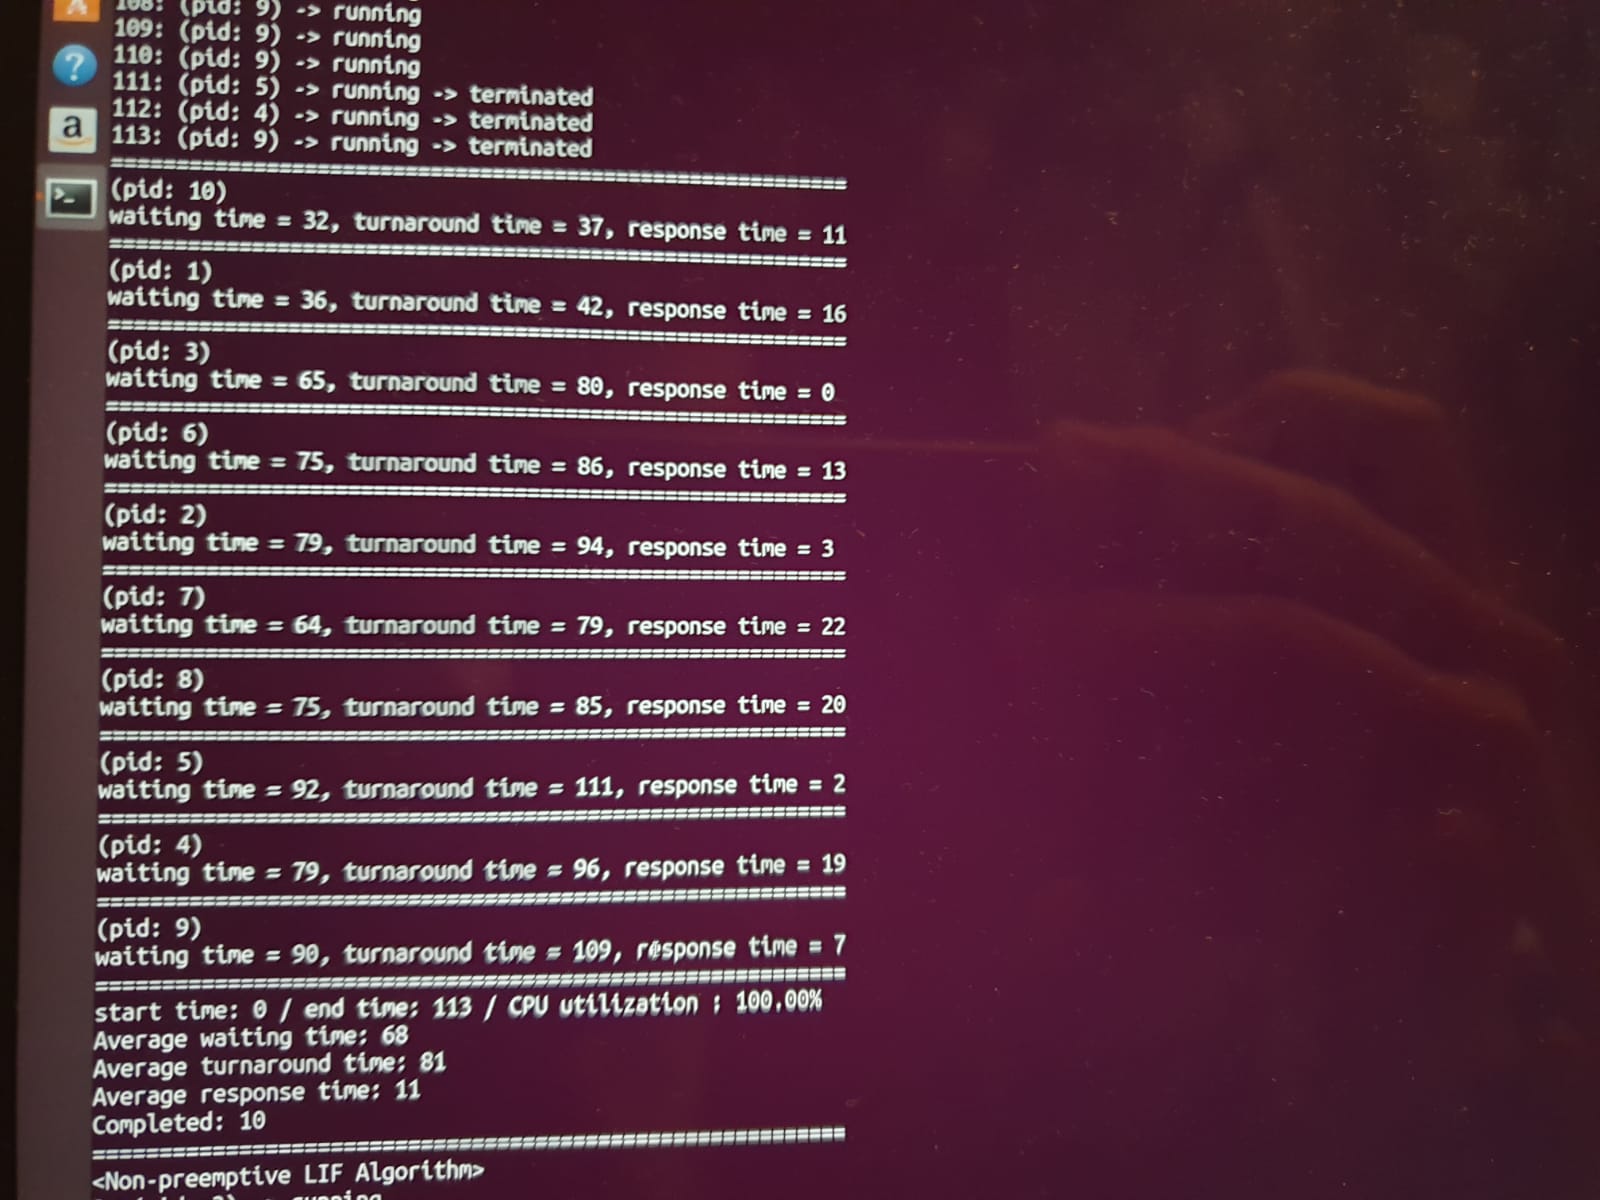 108: (pid: 9) -> running
109: (pid: 9) -> running
110: (pid: 9) -> running
111: (pid: 5) -> running -> terminated
112: (pid: 4) -> running -> terminated
113: (pid: 9) -> running -> terminated
(pid: 10)
waiting time = 32, turnaround time = 37, response time = 11
(pid: 1)
waiting time = 36, turnaround time = 42, response time = 16
(pid: 3)
waiting time = 65, turnaround time = 80, response time = 0
(pid: 6)
waiting time = 75, turnaround time = 86, response time = 13
(pid: 2)
waiting time = 79, turnaround time = 94, response time = 3
(pid: 7)
waiting time = 64, turnaround time = 79, response time = 22
(pid: 8)
waiting time = 75, turnaround time = 85, response time = 20
(pid: 5)
waiting time = 92, turnaround time = 111, response time = 2
(pid: 4)
waiting time = 79, turnaround time = 96, response time = 19
(pid: 9)
waiting time = 90, turnaround time = 109, response time = 7
start time: 0 / end time: 113 / CPU utilization : 100.00%
Average waiting time: 68
Average turnaround time: 81
Average response time: 11
Completed: 10
<Non-preemptive LIF Algorithm>
running